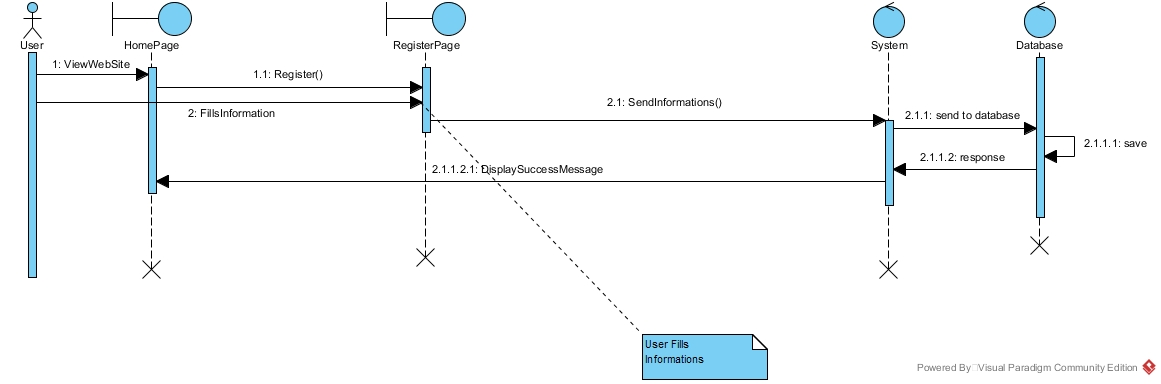 User
HomePage
RegisterPage
System
Database
1: ViewWebSite
1.1: Register()
2: FillsInformation
2.1: SendInformations()
2.1.1: send to database
2.1.1.1: save
2.1.1.2: response
2.1.1.2.1: DisplaySuccessMessage
User Fills
Informations
Powered By Visual Paradigm Community Edition